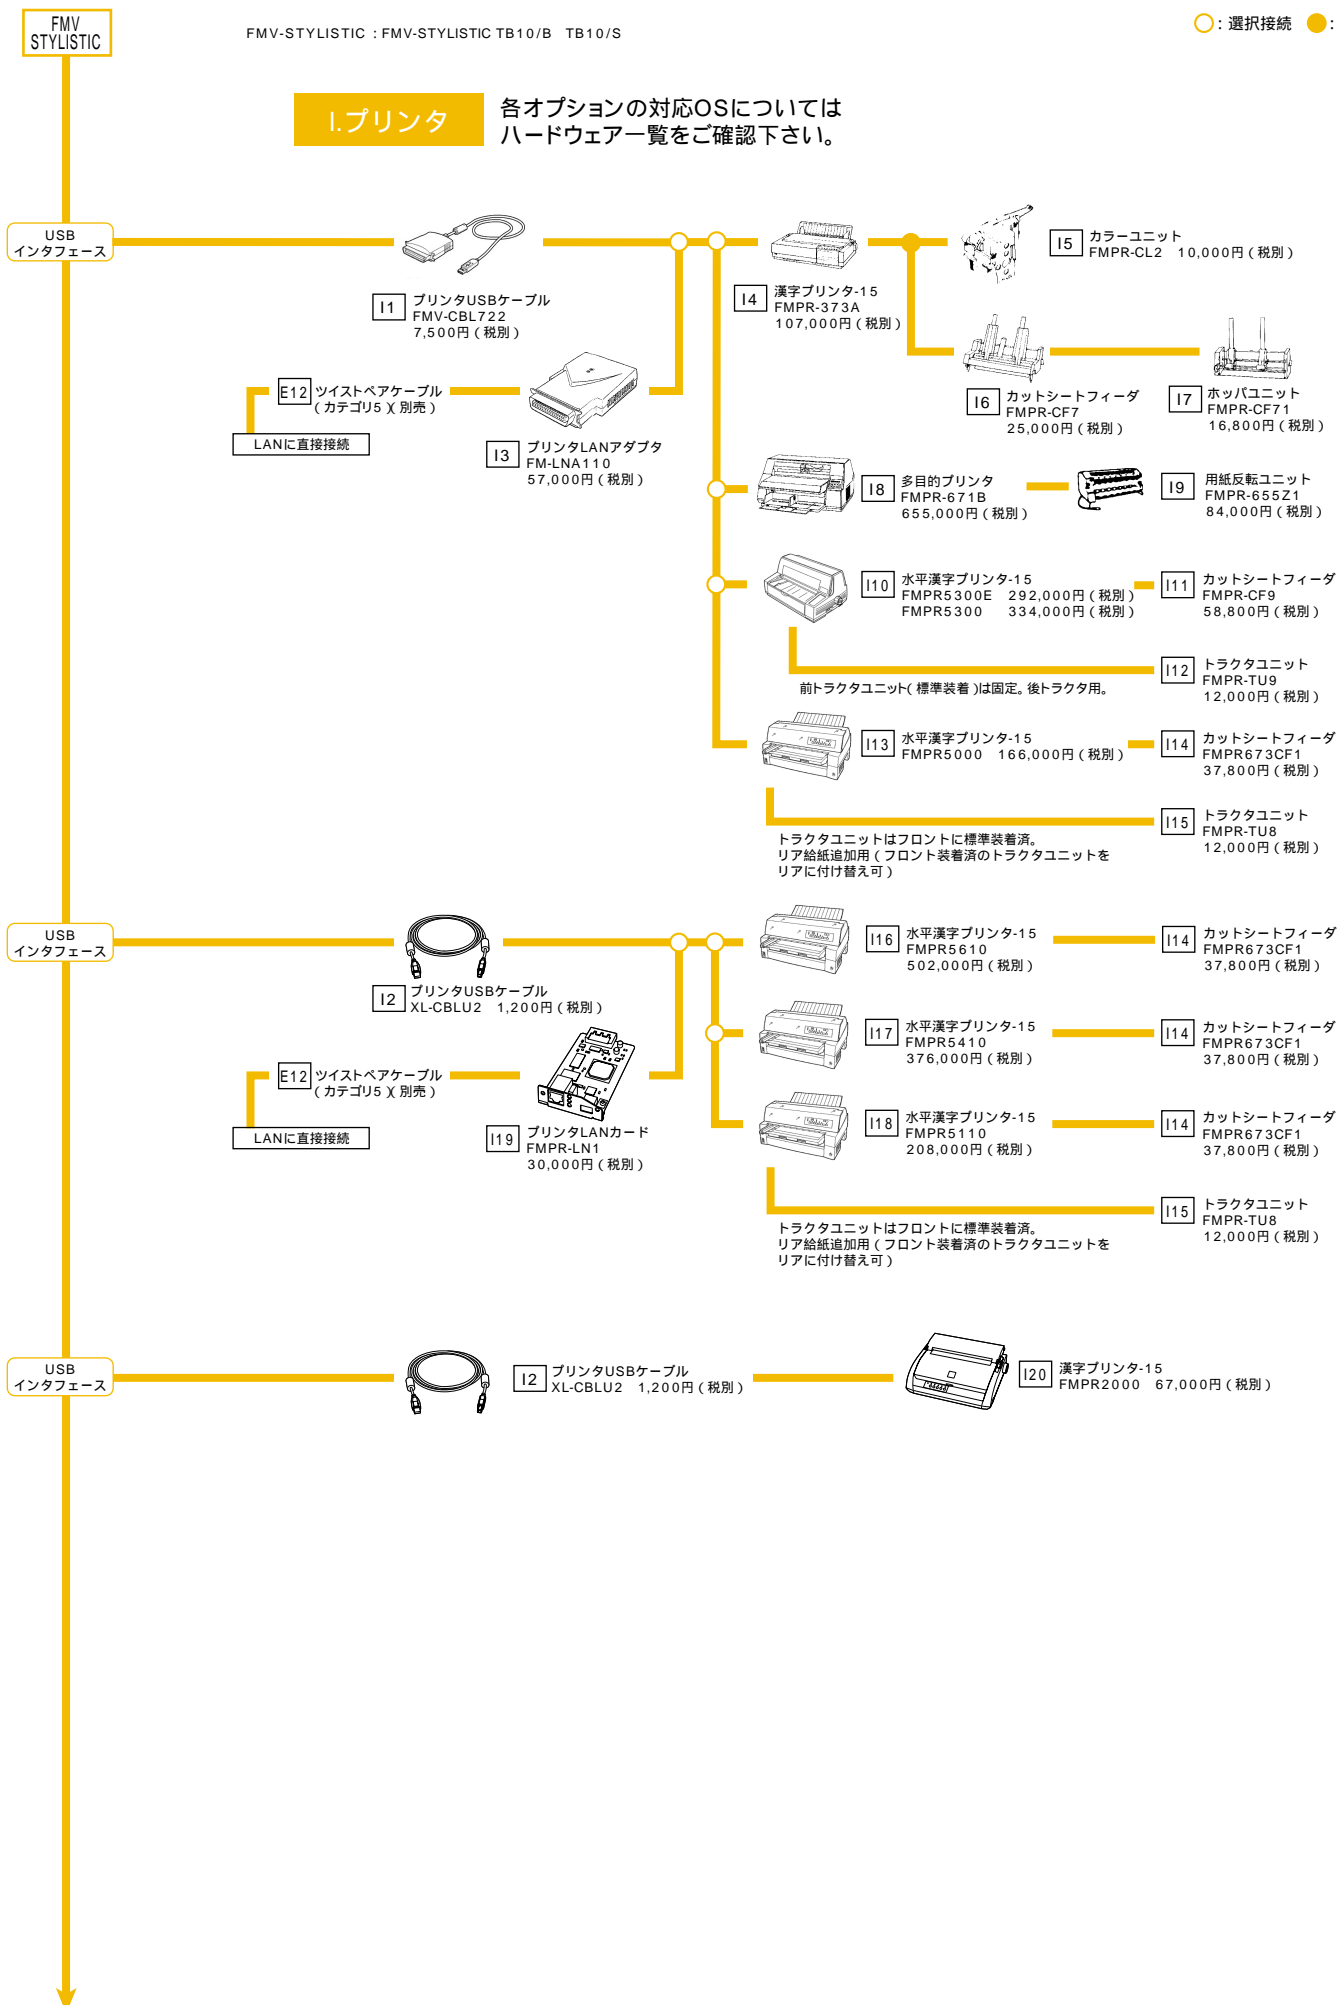 FMV
STYLISTIC
FMV-STYLISTIC：FMV-STYLISTIC TB10/B　TB10/S
○：選択接続　●：
I.プリンタ
各オプションの対応OSについては
ハードウェア一覧をご確認下さい。
USB
インタフェース
I1 プリンタUSBケーブル
FMV-CBL722
7,500円（税別）
I4 漢字プリンタ-15
FMPR-373A
107,000円（税別）
I5 カラーユニット
FMPR-CL2　10,000円（税別）
I6 カットシートフィーダ
FMPR-CF7
25,000円（税別）
I7 ホッパユニット
FMPR-CF71
16,800円（税別）
E12 ツイストペアケーブル
（カテゴリ5）（別売）
LANに直接接続
I3 プリンタLANアダプタ
FM-LNA110
57,000円（税別）
I8 多目的プリンタ
FMPR-671B
655,000円（税別）
I9 用紙反転ユニット
FMPR-655Z1
84,000円（税別）
I10 水平漢字プリンタ-15
FMPR5300E　292,000円（税別）
FMPR5300　334,000円（税別）
I11 カットシートフィーダ
FMPR-CF9
58,800円（税別）
I12 トラクタユニット
FMPR-TU9
12,000円（税別）
前トラクタユニット（標準装着）は固定。後トラクタ用。
I13 水平漢字プリンタ-15
FMPR5000　166,000円（税別）
I14 カットシートフィーダ
FMPR673CF1
37,800円（税別）
I15 トラクタユニット
FMPR-TU8
12,000円（税別）
トラクタユニットはフロントに標準装着済。
リア給紙追加用（フロント装着済のトラクタユニットを
リアに付け替え可）
USB
インタフェース
I2 プリンタUSBケーブル
XL-CBLU2　1,200円（税別）
I16 水平漢字プリンタ-15
FMPR5610
502,000円（税別）
I14 カットシートフィーダ
FMPR673CF1
37,800円（税別）
I17 水平漢字プリンタ-15
FMPR5410
376,000円（税別）
I14 カットシートフィーダ
FMPR673CF1
37,800円（税別）
E12 ツイストペアケーブル
（カテゴリ5）（別売）
LANに直接接続
I19 プリンタLANカード
FMPR-LN1
30,000円（税別）
I18 水平漢字プリンタ-15
FMPR5110
208,000円（税別）
I14 カットシートフィーダ
FMPR673CF1
37,800円（税別）
I15 トラクタユニット
FMPR-TU8
12,000円（税別）
トラクタユニットはフロントに標準装着済。
リア給紙追加用（フロント装着済のトラクタユニットを
リアに付け替え可）
USB
インタフェース
I2 プリンタUSBケーブル
XL-CBLU2　1,200円（税別）
I20 漢字プリンタ-15
FMPR2000　67,000円（税別）